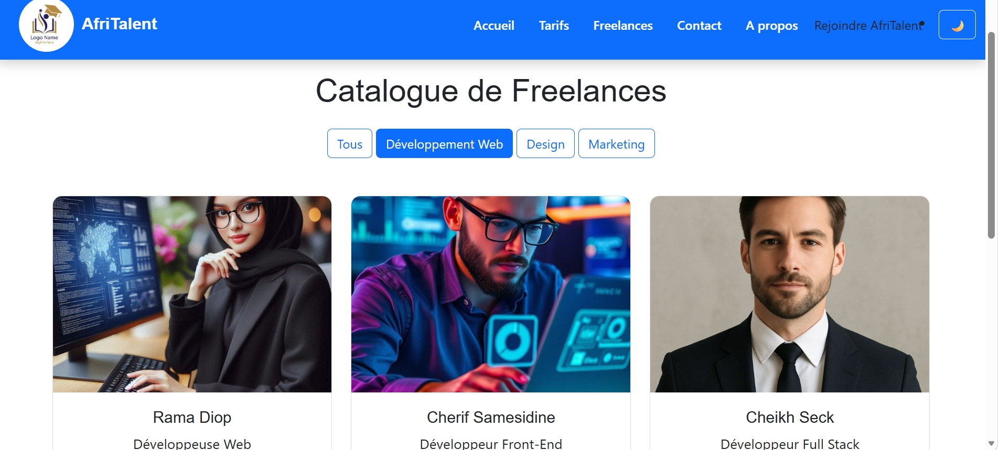 Logo Name
tagline here
AfriTalent
Accueil
Tarifs
Freelances
Contact
A propos
Rejoindre AfriTalent
Catalogue de Freelances
Tous
Développement Web
Design
Marketing
Rama Diop
Développeuse Web
Cherif Samesidine
Développeur Front-End
Cheikh Seck
Développeur Full Stack